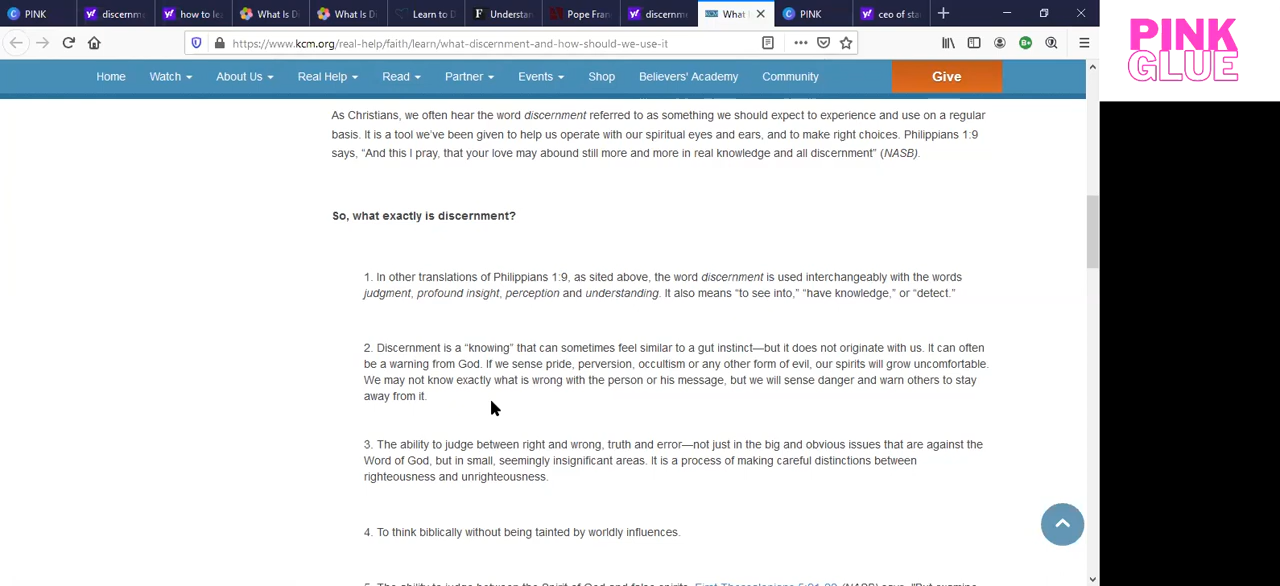 PINK
discernm
how to le
What Is D
What Is D
Learn to D
Understan
Pope Fran
discernm
What I
PINK
ceo of sta
https://www.kcm.org/real-help/faith/learn/what-discernment-and-how-should-we-use-it
Home Watch About Us Real Help Read Partner Events Shop Believers' Academy Community Give
PINK
GLUE
As Christians, we often hear the word discernment referred to as something we should expect to experience and use on a regular
basis. It is a tool we've been given to help us operate with our spiritual eyes and ears, and to make right choices. Philippians 1:9
says, “And this I pray, that your love may abound still more and more in real knowledge and all discernment” (NASB).
So, what exactly is discernment?
1. In other translations of Philippians 1:9, as sited above, the word discernment is used interchangeably with the words
judgment, profound insight, perception and understanding. It also means “to see into,” “have knowledge,” or “detect.”
2. Discernment is a “knowing” that can sometimes feel similar to a gut instinct—but it does not originate with us. It can often
be a warning from God. If we sense pride, perversion, occultism or any other form of evil, our spirits will grow uncomfortable.
We may not know exactly what is wrong with the person or his message, but we will sense danger and warn others to stay
away from it.
3. The ability to judge between right and wrong, truth and error—not just in the big and obvious issues that are against the
Word of God, but in small, seemingly insignificant areas. It is a process of making careful distinctions between
righteousness and unrighteousness.
4. To think biblically without being tainted by worldly influences.
5. The ability to judge between the Spirit of God and false spirits.